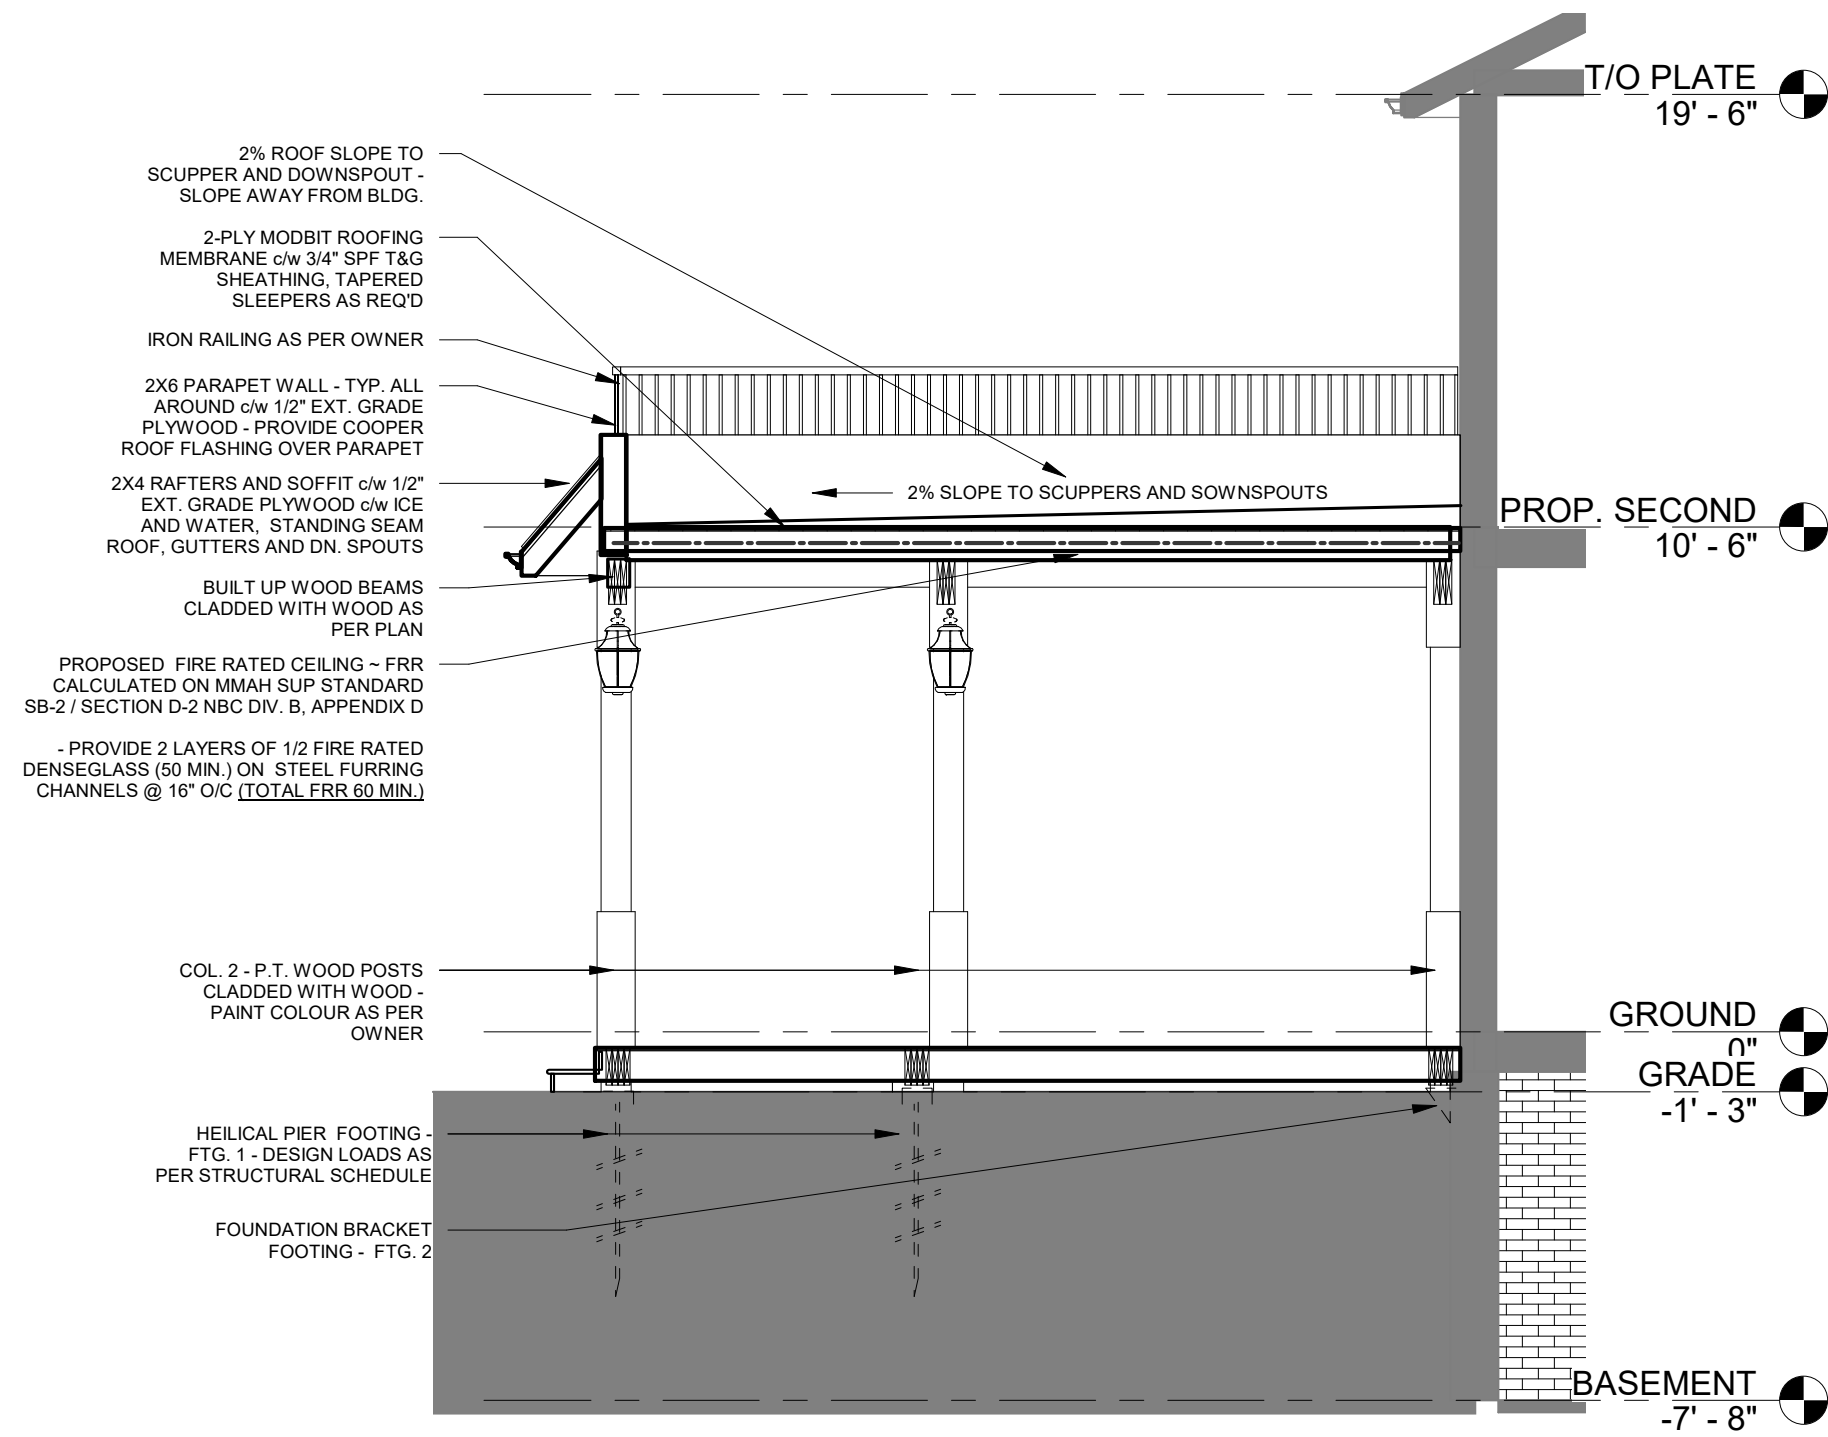 T/O PLATE
19' - 6"
2% ROOF SLOPE TO
SCUPPER AND DOWNSPOUT -
SLOPE AWAY FROM BLDG.
2-PLY MODBIT ROOFING
MEMBRANE c/w 3/4" SPF T&G
SHEATHING, TAPERED
SLEEPERS AS REQ'D
IRON RAILING AS PER OWNER
2X6 PARAPET WALL - TYP. ALL
AROUND c/w 1/2" EXT. GRADE
PLYWOOD - PROVIDE COOPER
ROOF FLASHING OVER PARAPET
2X4 RAFTERS AND SOFFIT c/w 1/2"
EXT. GRADE PLYWOOD c/w ICE
AND WATER, STANDING SEAM
ROOF, GUTTERS AND DN. SPOUTS
2% SLOPE TO SCUPPERS AND SOWNSPOUTS
PROP. SECOND
10' - 6"
BUILT UP WOOD BEAMS
CLADDED WITH WOOD AS
PER PLAN
PROPOSED FIRE RATED CEILING ~ FRR
CALCULATED ON MMAH SUP STANDARD
SB-2 / SECTION D-2 NBC DIV. B, APPENDIX D
- PROVIDE 2 LAYERS OF 1/2 FIRE RATED
DENSEGLASS (50 MIN.) ON STEEL FURRING
CHANNELS @ 16" O/C (TOTAL FRR 60 MIN.)
COL. 2 - P.T. WOOD POSTS
CLADDED WITH WOOD -
PAINT COLOUR AS PER
OWNER
GROUND
0"
GRADE
-1' - 3"
HEILICAL PIER FOOTING -
FTG. 1 - DESIGN LOADS AS
PER STRUCTURAL SCHEDULE
FOUNDATION BRACKET
FOOTING - FTG. 2
BASEMENT
-7' - 8"